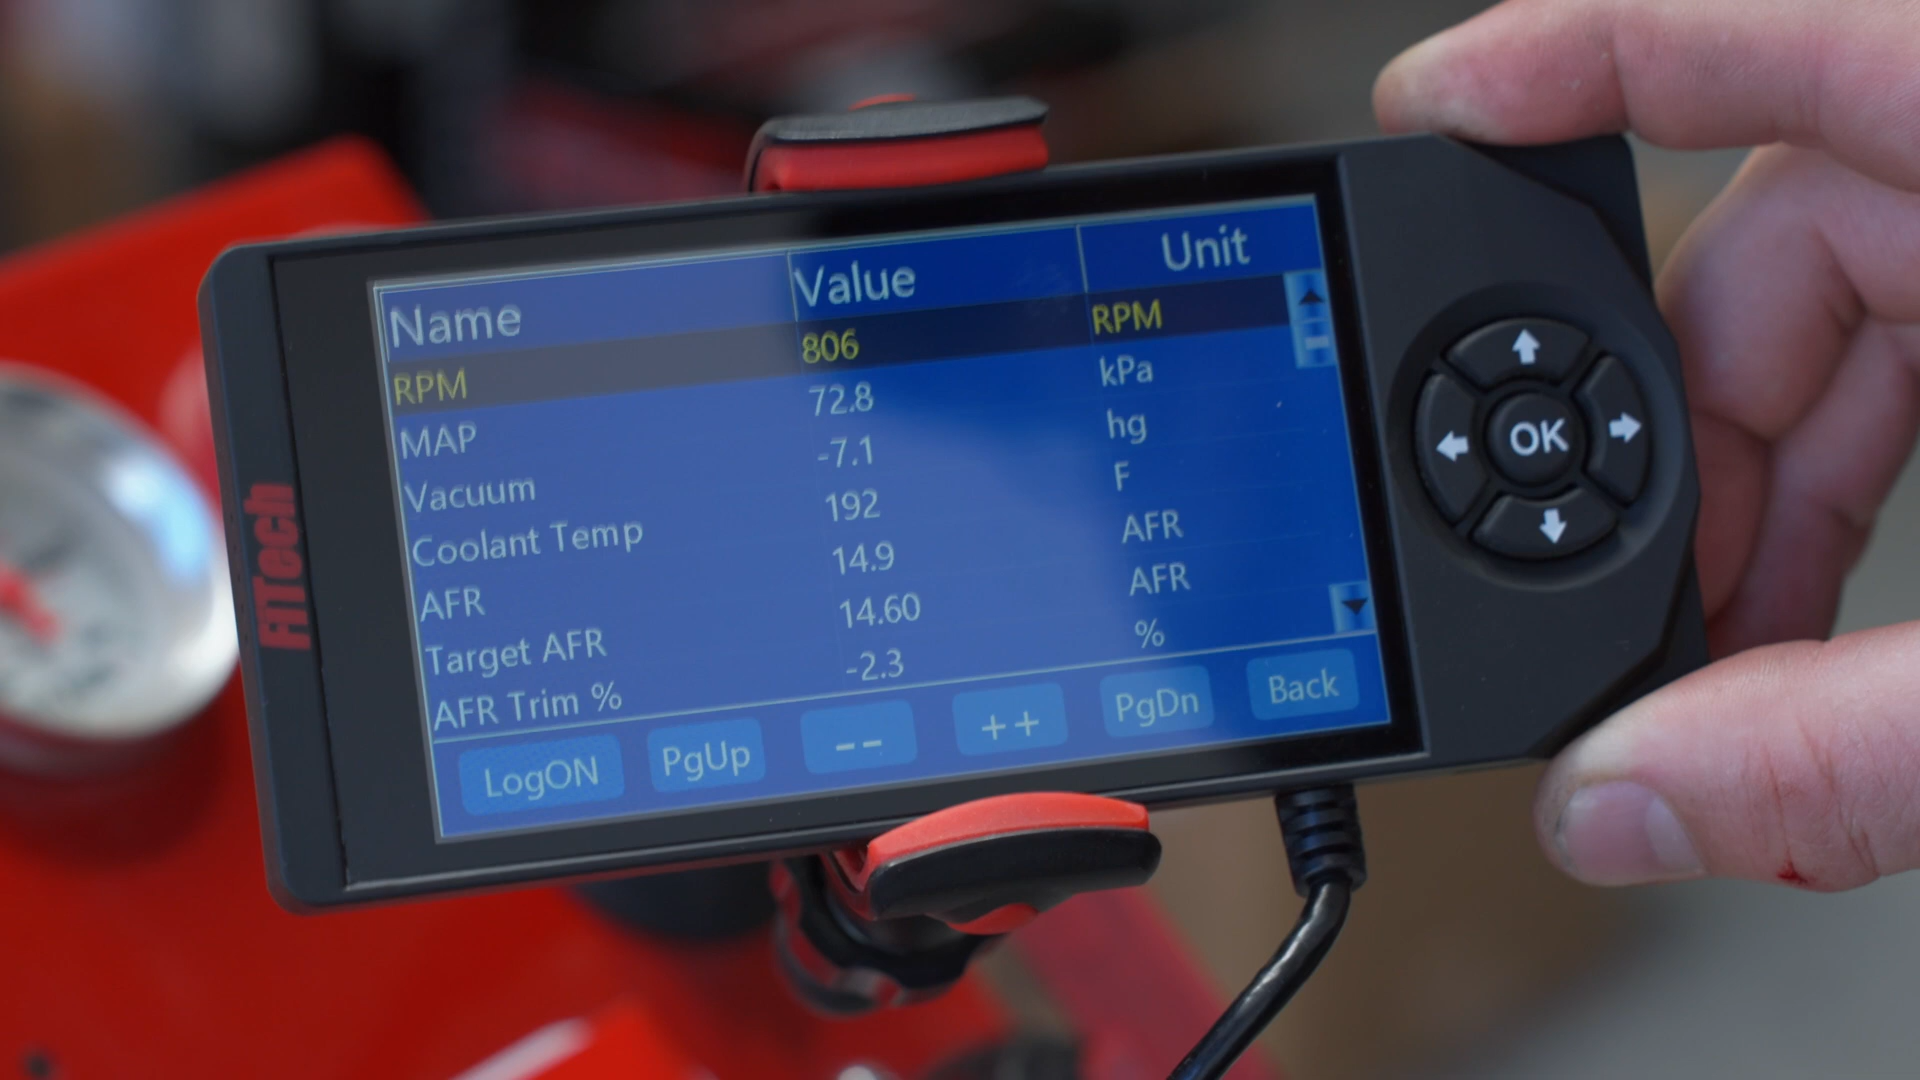 Name Value Unit
RPM 806 RPM
MAP 72.8 kPa
Vacuum -7.1 hg
Coolant Temp 192 F
AFR 14.9 AFR
Target AFR 14.60 AFR
AFR Trim % -2.3 %
LogON PgUp -- ++ PgDn Back
OK
FiTech